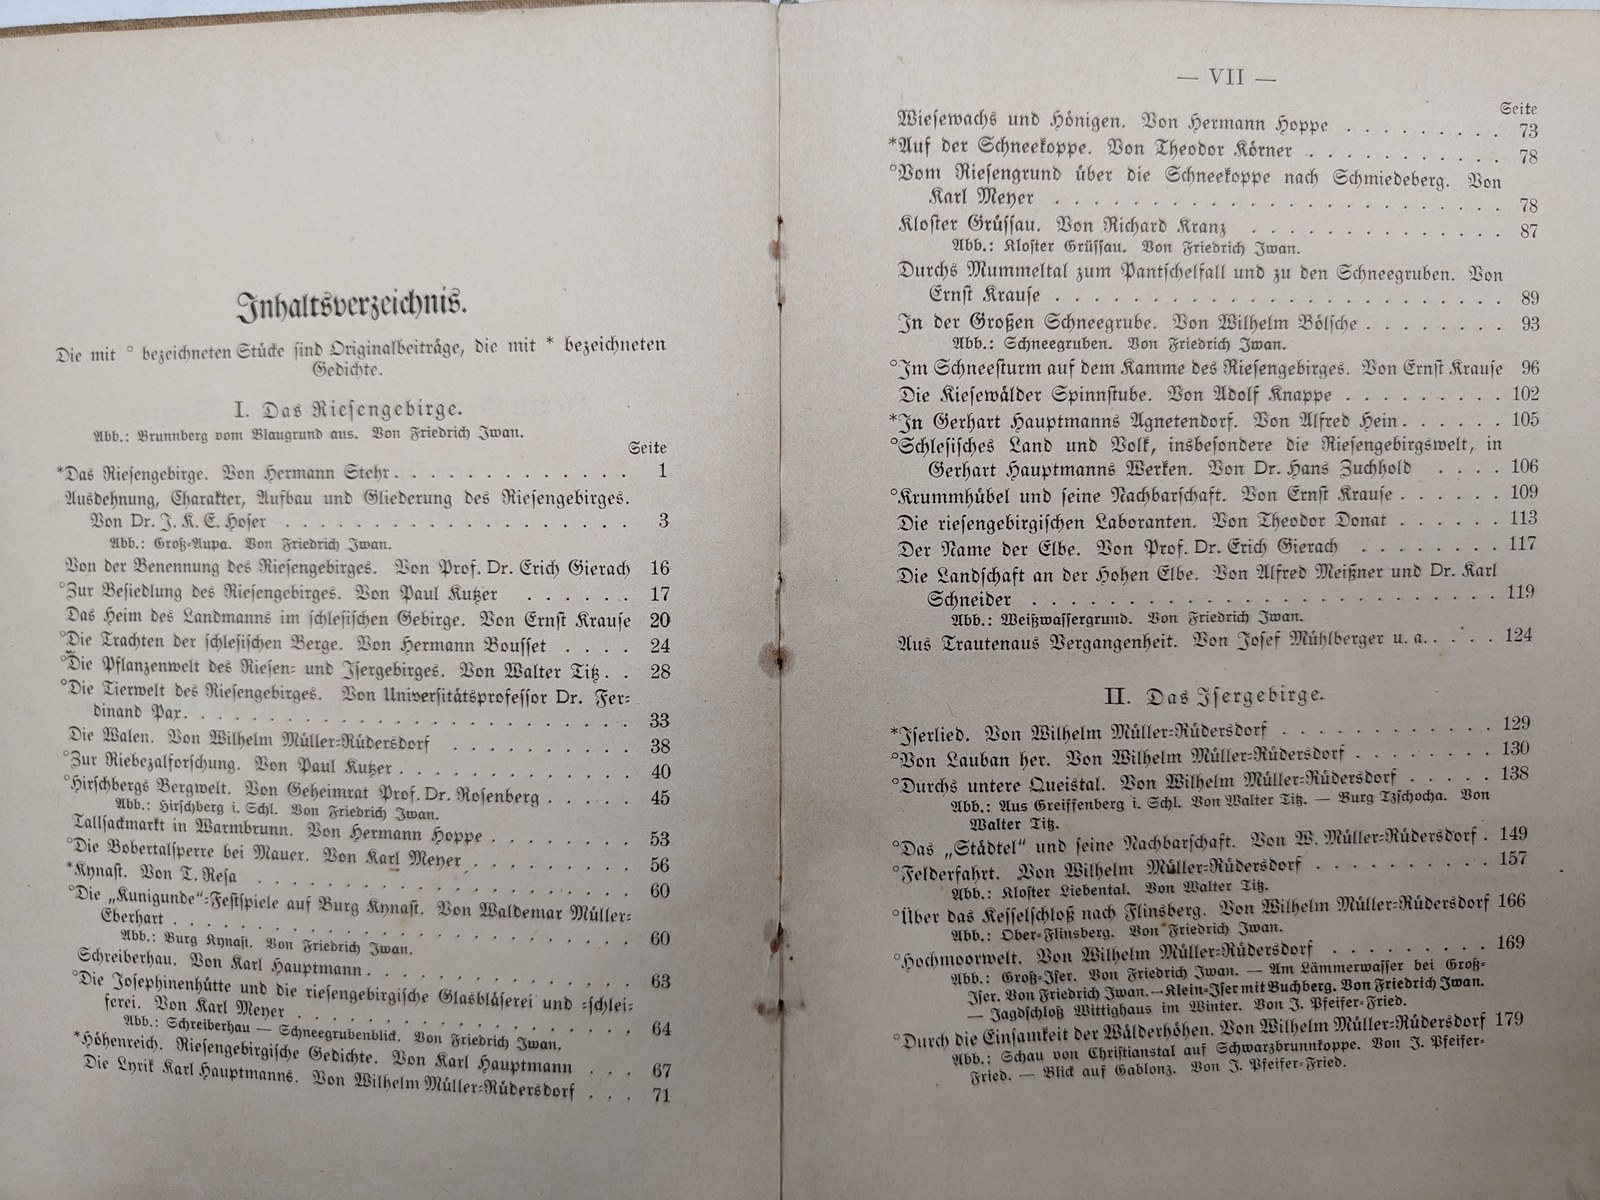 Inhaltsverzeichnis.
Die mit ° bezeichneten Stücke sind Originalbeiträge, die mit * bezeichneten
Gedichte.
I. Das Riesengebirge.
Abb.: Brunnberg vom Blaugrund aus. Von Friedrich Iwan.
Seite
*Das Riesengebirge. Von Hermann Stehr . . . . . . . . . . . . . 1
Ausdehnung, Charakter, Aufbau und Gliederung des Riesengebirges.
Von Dr. J. K. E. Hoser . . . . . . . . . . . . . . . . . . 3
Abb.: Groß-Aupa. Von Friedrich Iwan.
Von der Benennung des Riesengebirges. Von Prof. Dr. Erich Gierach 16
°Zur Besiedlung des Riesengebirges. Von Paul Kutzer . . . . . . 17
Das Heim des Landmanns im schlesischen Gebirge. Von Ernst Krause 20
°Die Trachten der schlesischen Berge. Von Hermann Bousset . . . . 24
°Die Pflanzenwelt des Riesen- und Isergebirges. Von Walter Titz . . 28
°Die Tierwelt des Riesengebirges. Von Universitätsprofessor Dr. Fer-
dinand Pax . . . . . . . . . . . . . . . . . . . . . . . 33
Die Walen. Von Wilhelm Müller-Rüdersdorf . . . . . . . . . . 38
°Zur Riebezalforschung. Von Paul Kutzer . . . . . . . . . . . . . 40
°Hirschbergs Bergwelt. Von Geheimrat Prof. Dr. Rosenberg . . . . . 45
Abb.: Hirschberg i. Schl. Von Friedrich Iwan.
Tallsackmarkt in Warmbrunn. Von Hermann Hoppe . . . . . . . . 53
°Die Bobertalsperre bei Mauer. Von Karl Meyer . . . . . . . . . 56
*Kynast. Von T. Resa . . . . . . . . . . . . . . . . . . . . 60
°Die „Kunigunde“-Festspiele auf Burg Kynast. Von Waldemar Müller-
Eberhart . . . . . . . . . . . . . . . . . . . . . . . . 60
Abb.: Burg Kynast. Von Friedrich Iwan.
Schreiberhau. Von Karl Hauptmann . . . . . . . . . . . . . . . 63
°Die Josephinenhütte und die riesengebirgische Glasbläserei und -schlei-
ferei. Von Karl Meyer . . . . . . . . . . . . . . . . . . 64
Abb.: Schreiberhau — Schneegrubenblick. Von Friedrich Iwan.
*Höhenreich. Riesengebirgische Gedichte. Von Karl Hauptmann . . . 67
Die Lyrik Karl Hauptmanns. Von Wilhelm Müller-Rüdersdorf . . . 71
— VII —
Seite
Wiesewachs und Hönigen. Von Hermann Hoppe . . . . . . . . . 73
*Auf der Schneekoppe. Von Theodor Körner . . . . . . . . . . . 78
°Vom Riesengrund über die Schneekoppe nach Schmiedeberg. Von
Karl Meyer . . . . . . . . . . . . . . . . . . . . . . . 78
Kloster Grüssau. Von Richard Kranz . . . . . . . . . . . . . . 87
Abb.: Kloster Grüssau. Von Friedrich Iwan.
Durchs Mummeltal zum Pantschelfall und zu den Schneegruben. Von
Ernst Krause . . . . . . . . . . . . . . . . . . . . . . . 89
In der Großen Schneegrube. Von Wilhelm Bölsche . . . . . . . . 93
Abb.: Schneegruben. Von Friedrich Iwan.
°Im Schneesturm auf dem Kamme des Riesengebirges. Von Ernst Krause 96
Die Kiesewälder Spinnstube. Von Adolf Knappe . . . . . . . . . 102
*In Gerhart Hauptmanns Agnetendorf. Von Alfred Hein . . . . . . 105
°Schlesisches Land und Volk, insbesondere die Riesengebirgswelt, in
Gerhart Hauptmanns Werken. Von Dr. Hans Zuchhold . . . . 106
°Krummhübel und seine Nachbarschaft. Von Ernst Krause . . . . . . 109
Die riesengebirgischen Laboranten. Von Theodor Donat . . . . . . 113
Der Name der Elbe. Von Prof. Dr. Erich Gierach . . . . . . . . 117
Die Landschaft an der Hohen Elbe. Von Alfred Meißner und Dr. Karl
Schneider . . . . . . . . . . . . . . . . . . . . . . . . 119
Abb.: Weißwassergrund. Von Friedrich Iwan.
Aus Trautenaus Vergangenheit. Von Josef Mühlberger u. a. . . . . 124
II. Das Isergebirge.
*Iserlied. Von Wilhelm Müller-Rüdersdorf . . . . . . . . . . . . 129
°Von Lauban her. Von Wilhelm Müller-Rüdersdorf . . . . . . . . 130
°Durchs untere Queistal. Von Wilhelm Müller-Rüdersdorf . . . . . 138
Abb.: Aus Greiffenberg i. Schl. Von Walter Titz. — Burg Tzschocha. Von
Walter Titz.
°Das „Städtel“ und seine Nachbarschaft. Von W. Müller-Rüdersdorf . 149
°Felderfahrt. Von Wilhelm Müller-Rüdersdorf . . . . . . . . . . 157
Abb.: Kloster Liebental. Von Walter Titz.
°Über das Kesselschloß nach Flinsberg. Von Wilhelm Müller-Rüdersdorf 166
Abb.: Ober-Flinsberg. Von Friedrich Iwan.
°Hochmoorwelt. Von Wilhelm Müller-Rüdersdorf . . . . . . . . . 169
Abb.: Groß-Iser. Von Friedrich Iwan. — Am Lämmerwasser bei Groß-
Iser. Von Friedrich Iwan. — Klein-Iser mit Buchberg. Von Friedrich Iwan.
— Jagdschloß Wittighaus im Winter. Von J. Pfeifer-Fried.
°Durch die Einsamkeit der Wälderhöhen. Von Wilhelm Müller-Rüdersdorf 179
Abb.: Schau von Christianstal auf Schwarzbrunnkoppe. Von J. Pfeifer-
Fried. — Blick auf Gablonz. Von J. Pfeifer-Fried.